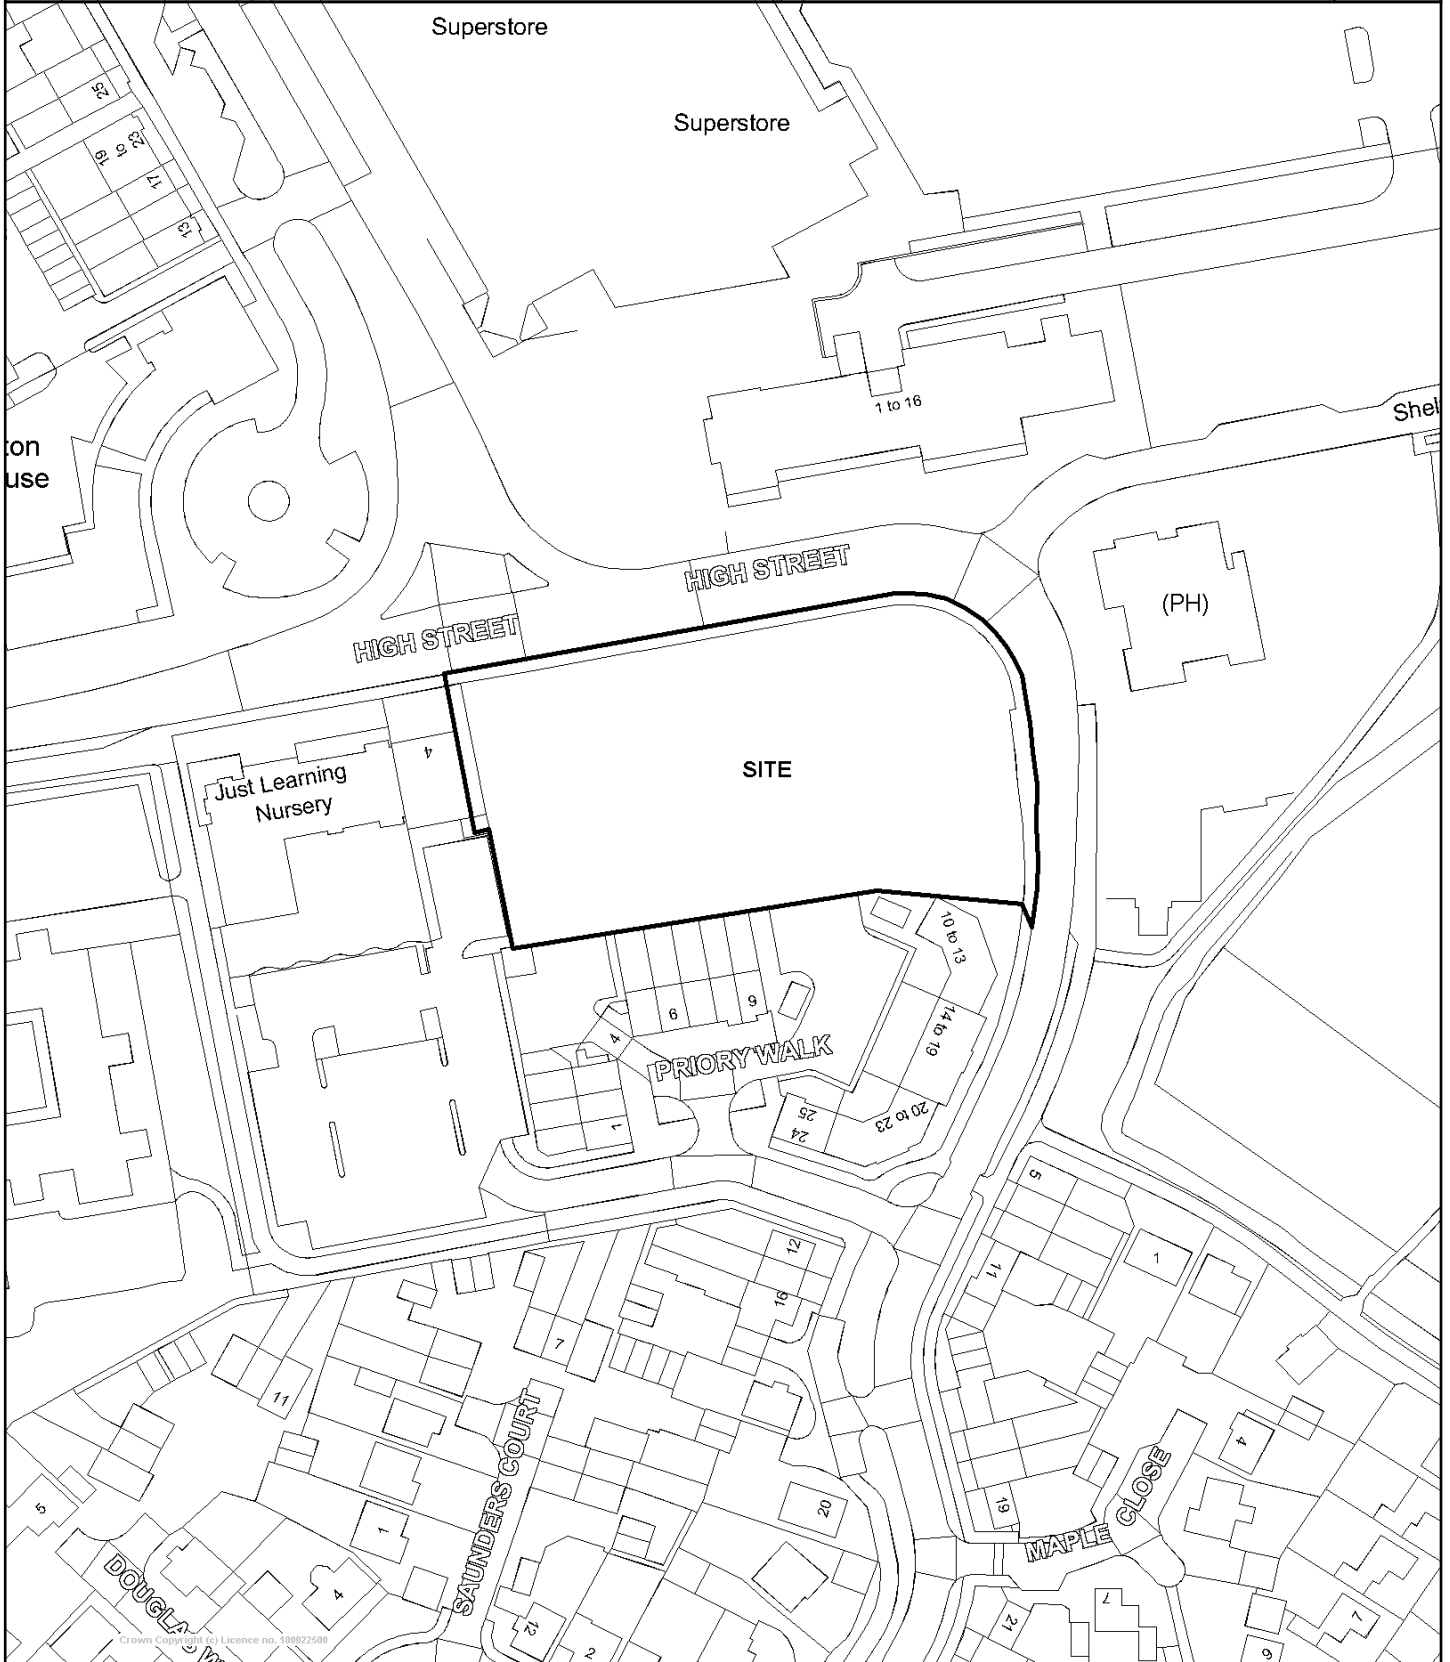 Superstore
Superstore
25
19
to
23
17
13
1 to 16
Shel
ton
use
HIGH STREET
(PH)
HIGH STREET
4
SITE
Just Learning
Nursery
10 to 13
6
9
14 to 19
4
PRIORY WALK
25
24
20 to 23
1
5
12
1
11
16
7
11
4
20
19
CLOSE
5
1
MAPLE
SAUNDERS COURT
DOUGLAS W
4
7
7
21
12
2
9
Crown Copyright (c) Licence no. 100022500